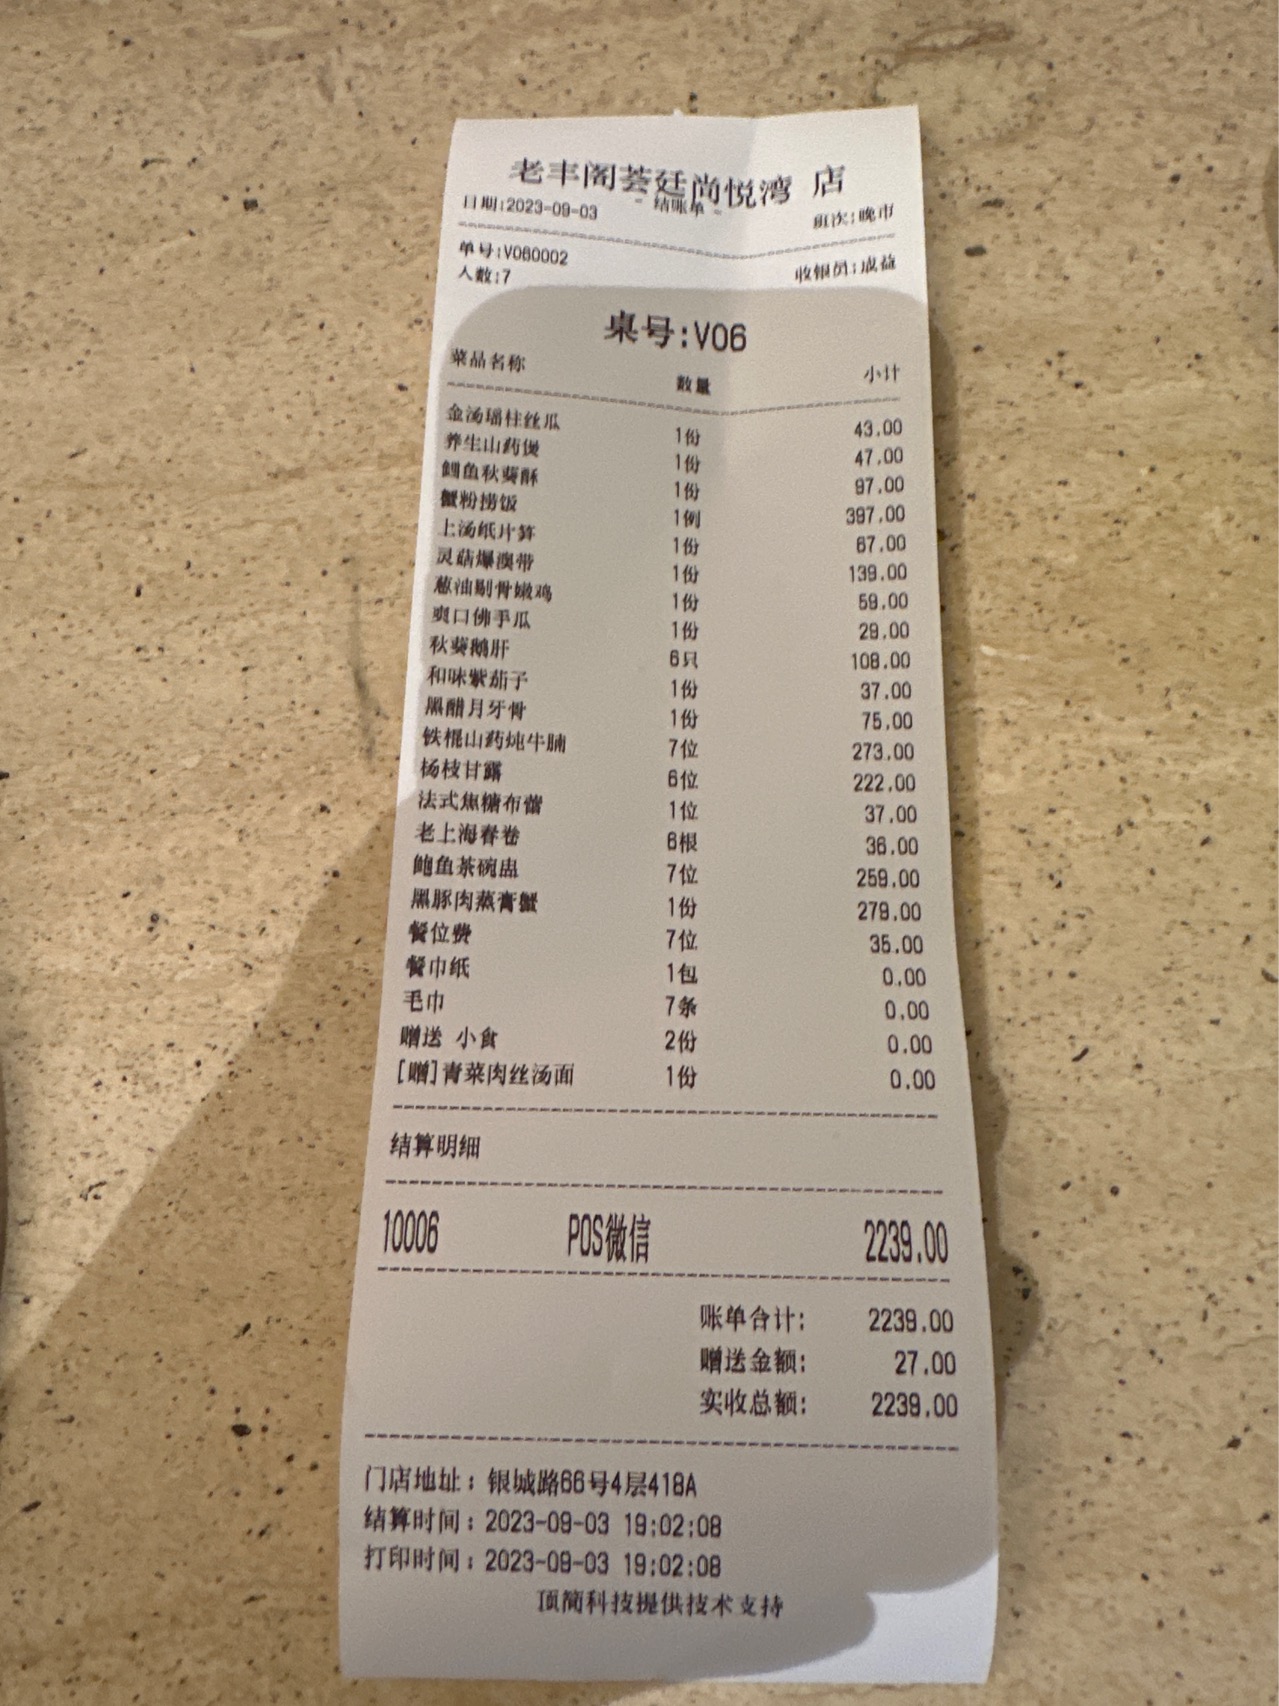 老丰阁荟廷尚悦湾 店
- 结账单 -
日期:2023-09-03 班次:晚市
单号:V060002
人数:7 收银员:成益
桌号:V06
菜品名称 数量 小计
金汤瑶柱丝瓜 1份 43.00
养生山药煲 1份 47.00
鲍鱼秋葵酥 1份 97.00
蟹粉捞饭 1例 397.00
上汤纸片笋 1份 67.00
灵菇爆澳带 1份 139.00
葱油剔骨嫩鸡 1份 59.00
爽口佛手瓜 1份 29.00
秋葵鹅肝 6只 108.00
和味紫茄子 1份 37.00
黑醋月牙骨 1份 75.00
铁棍山药炖牛腩 7位 273.00
杨枝甘露 6位 222.00
法式焦糖布蕾 1位 37.00
老上海春卷 6根 36.00
鲍鱼茶碗盅 7位 259.00
黑豚肉蒸膏蟹 1份 279.00
餐位费 7位 35.00
餐巾纸 1包 0.00
毛巾 7条 0.00
赠送 小食 2份 0.00
[赠]青菜肉丝汤面 1份 0.00
结算明细
10006 POS微信 2239.00
账单合计: 2239.00
赠送金额: 27.00
实收总额: 2239.00
门店地址：银城路66号4层418A
结算时间：2023-09-03 19:02:08
打印时间：2023-09-03 19:02:08
顶简科技提供技术支持